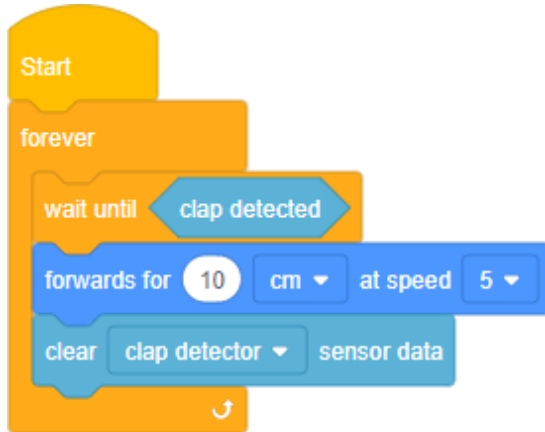 Start
forever
wait until clap detected
forwards for 10 cm at speed 5
clear clap detector sensor data